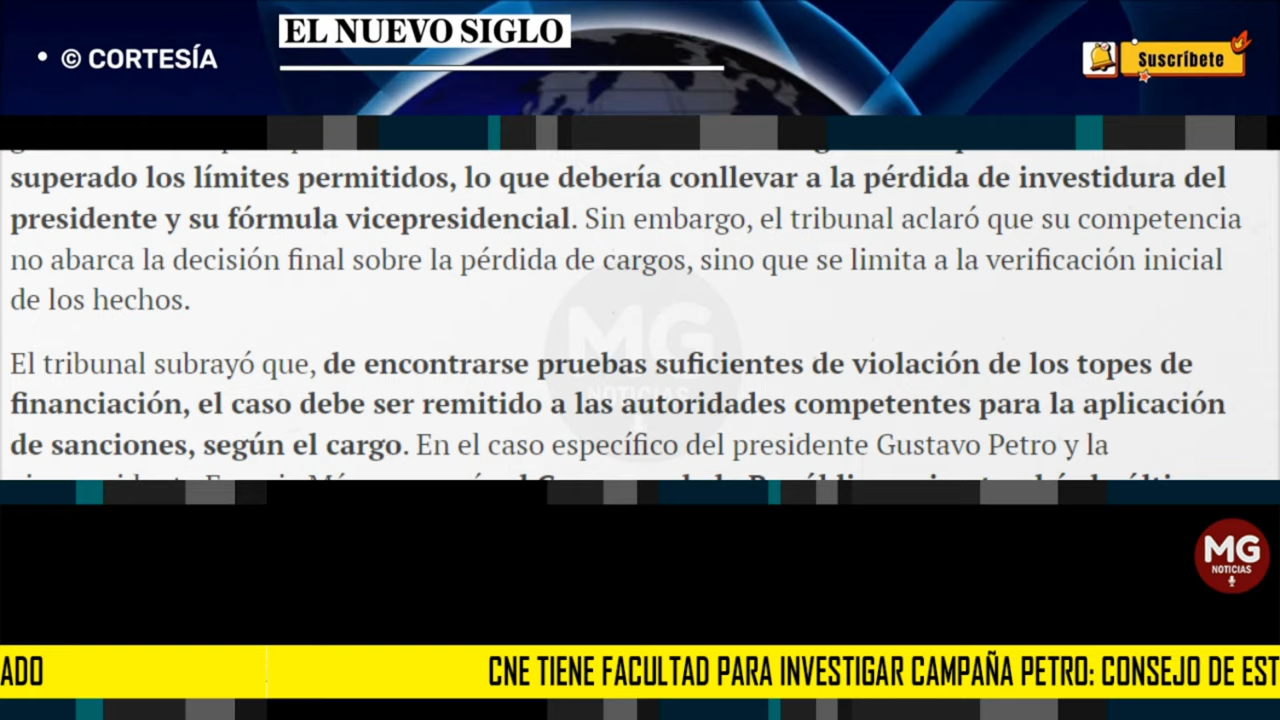 EL NUEVO SIGLO
• © CORTESÍA
Suscríbete
superado los límites permitidos, lo que debería conllevar a la pérdida de investidura del
presidente y su fórmula vicepresidencial. Sin embargo, el tribunal aclaró que su competencia
no abarca la decisión final sobre la pérdida de cargos, sino que se limita a la verificación inicial
de los hechos.
El tribunal subrayó que, de encontrarse pruebas suficientes de violación de los topes de
financiación, el caso debe ser remitido a las autoridades competentes para la aplicación
de sanciones, según el cargo. En el caso específico del presidente Gustavo Petro y la
MG
NOTICIAS
MG
NOTICIAS
ADO
CNE TIENE FACULTAD PARA INVESTIGAR CAMPAÑA PETRO: CONSEJO DE EST